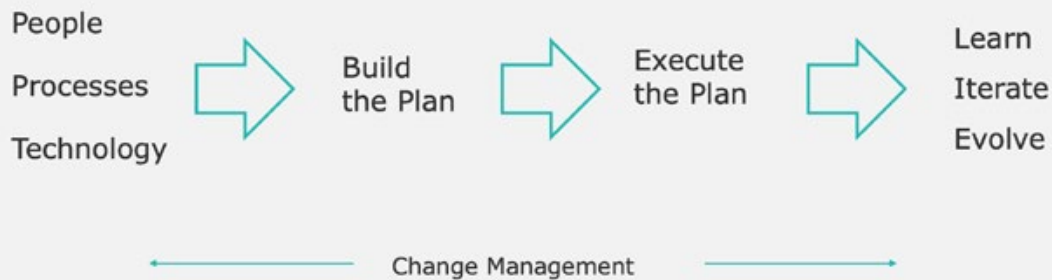 People
Processes
Technology
Build
the Plan
Execute
the Plan
Learn
Iterate
Evolve
Change Management